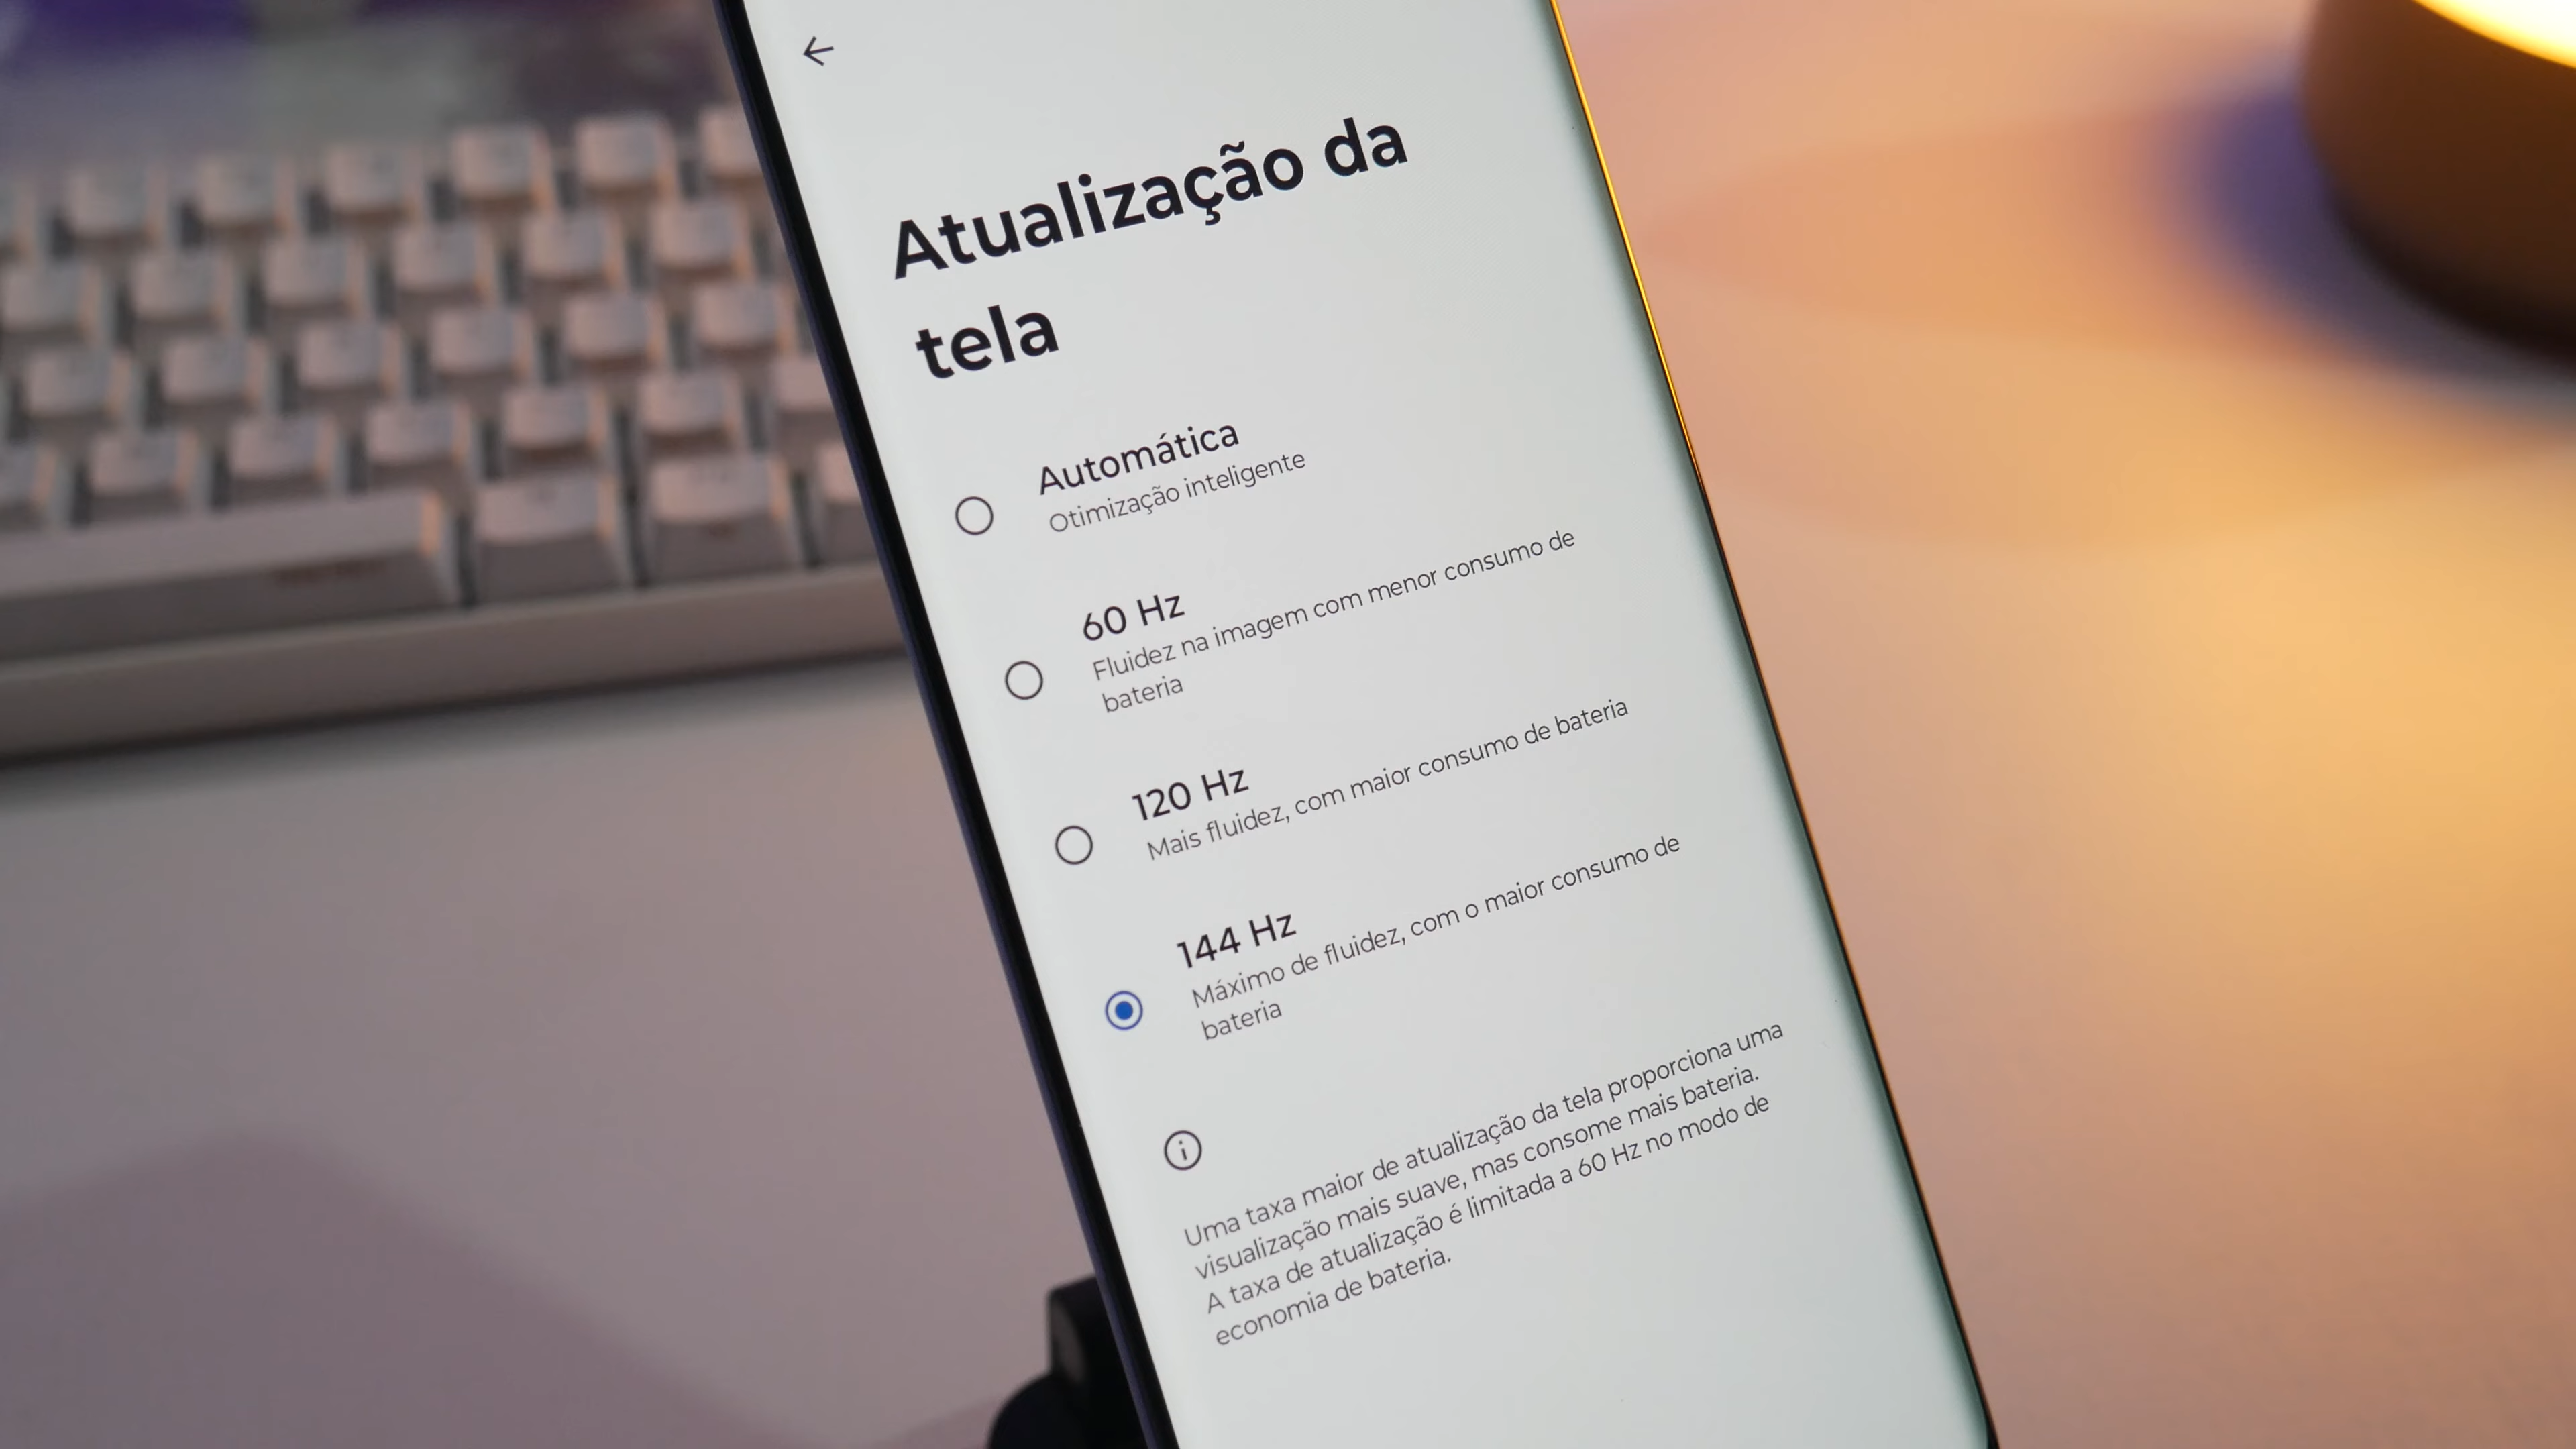 Atualização da
tela
Automática
Otimização inteligente
60 Hz
Fluidez na imagem com menor consumo de
bateria
120 Hz
Mais fluidez, com maior consumo de bateria
144 Hz
Máximo de fluidez, com o maior consumo de
bateria
Uma taxa maior de atualização da tela proporciona uma
visualização mais suave, mas consome mais bateria.
A taxa de atualização é limitada a 60 Hz no modo de
economia de bateria.